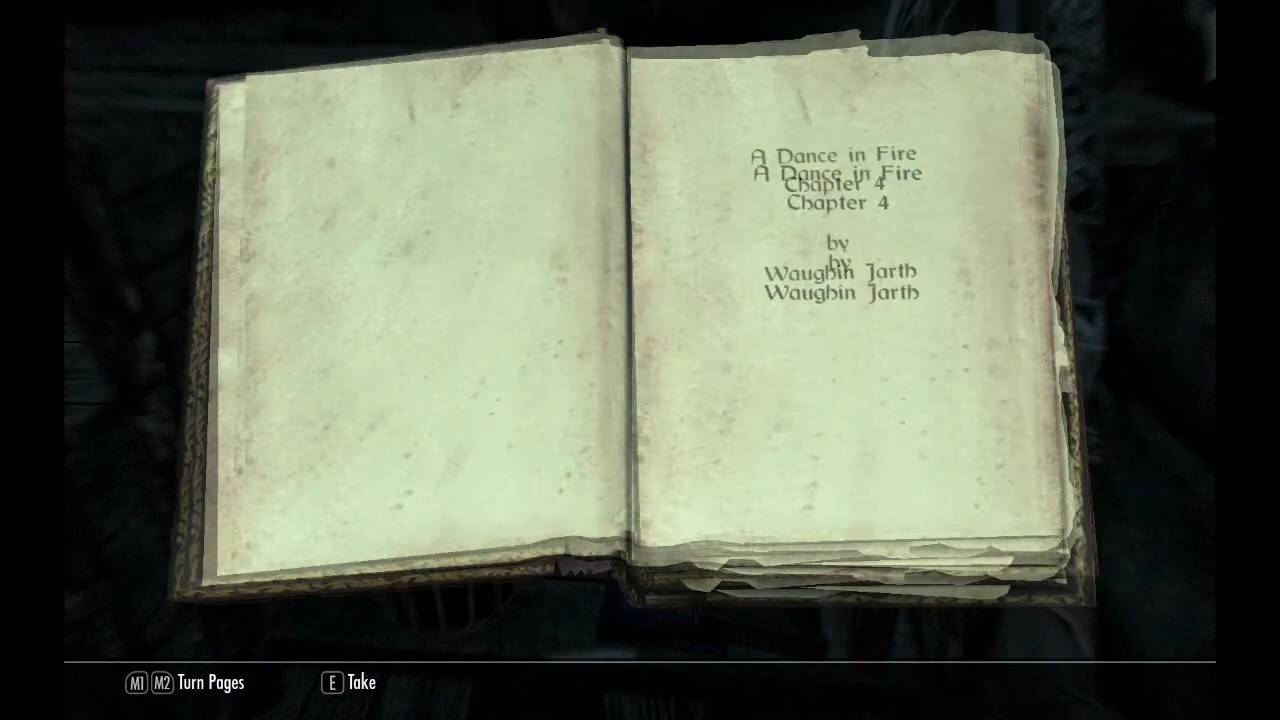 A Dance in Fire
A Dance in Fire
Chapter 4
Chapter 4
by
by
Waughin Jarth
Waughin Jarth
M1 M2 Turn Pages
E Take